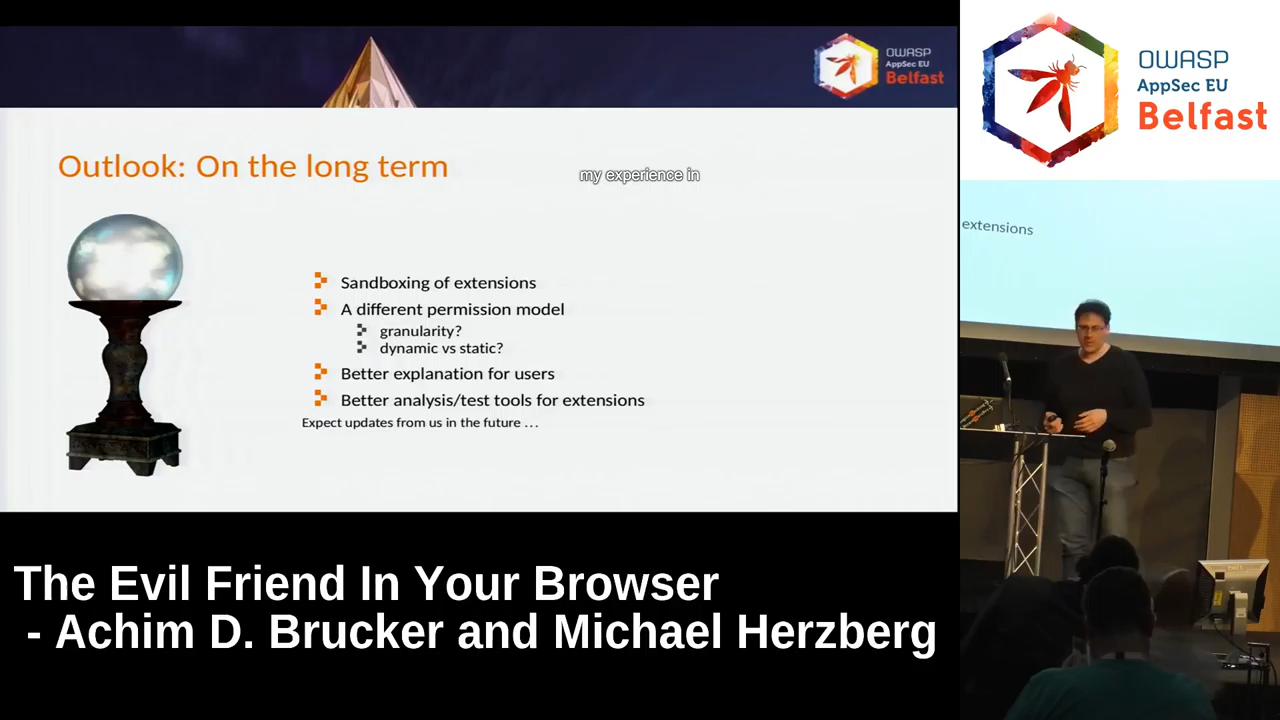 OWASP
AppSec EU
Belfast
OWASP
AppSec EU
Belfast
Outlook: On the long term
my experience in
extensions
Sandboxing of extensions
A different permission model
granularity?
dynamic vs static?
Better explanation for users
Better analysis/test tools for extensions
Expect updates from us in the future ...
The Evil Friend In Your Browser
- Achim D. Brucker and Michael Herzberg